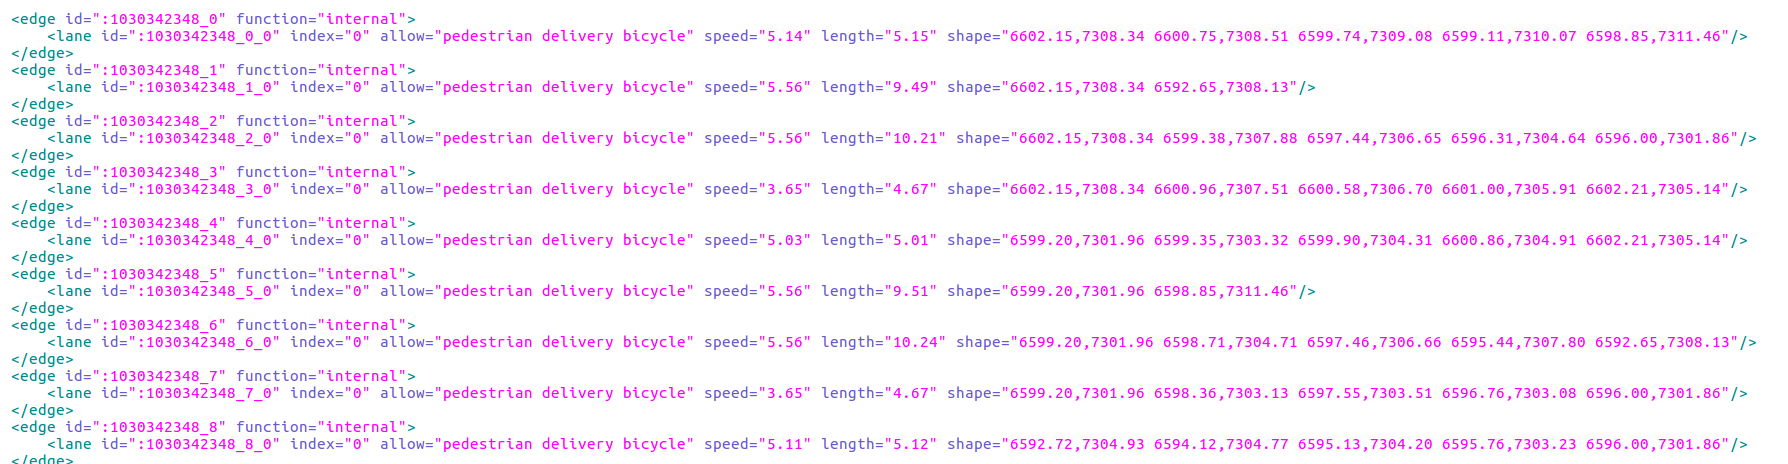 <edge id=":1030342348_0" function="internal">
    <lane id=":1030342348_0_0" index="0" allow="pedestrian delivery bicycle" speed="5.14" length="5.15" shape="6602.15,7308.34 6600.75,7308.51 6599.74,7309.08 6599.11,7310.07 6598.85,7311.46"/>
</edge>
<edge id=":1030342348_1" function="internal">
    <lane id=":1030342348_1_0" index="0" allow="pedestrian delivery bicycle" speed="5.56" length="9.49" shape="6602.15,7308.34 6592.65,7308.13"/>
</edge>
<edge id=":1030342348_2" function="internal">
    <lane id=":1030342348_2_0" index="0" allow="pedestrian delivery bicycle" speed="5.56" length="10.21" shape="6602.15,7308.34 6599.38,7307.88 6597.44,7306.65 6596.31,7304.64 6596.00,7301.86"/>
</edge>
<edge id=":1030342348_3" function="internal">
    <lane id=":1030342348_3_0" index="0" allow="pedestrian delivery bicycle" speed="3.65" length="4.67" shape="6602.15,7308.34 6600.96,7307.51 6600.58,7306.70 6601.00,7305.91 6602.21,7305.14"/>
</edge>
<edge id=":1030342348_4" function="internal">
    <lane id=":1030342348_4_0" index="0" allow="pedestrian delivery bicycle" speed="5.03" length="5.01" shape="6599.20,7301.96 6599.35,7303.32 6599.90,7304.31 6600.86,7304.91 6602.21,7305.14"/>
</edge>
<edge id=":1030342348_5" function="internal">
    <lane id=":1030342348_5_0" index="0" allow="pedestrian delivery bicycle" speed="5.56" length="9.51" shape="6599.20,7301.96 6598.85,7311.46"/>
</edge>
<edge id=":1030342348_6" function="internal">
    <lane id=":1030342348_6_0" index="0" allow="pedestrian delivery bicycle" speed="5.56" length="10.24" shape="6599.20,7301.96 6598.71,7304.71 6597.46,7306.66 6595.44,7307.80 6592.65,7308.13"/>
</edge>
<edge id=":1030342348_7" function="internal">
    <lane id=":1030342348_7_0" index="0" allow="pedestrian delivery bicycle" speed="3.65" length="4.67" shape="6599.20,7301.96 6598.36,7303.13 6597.55,7303.51 6596.76,7303.08 6596.00,7301.86"/>
</edge>
<edge id=":1030342348_8" function="internal">
    <lane id=":1030342348_8_0" index="0" allow="pedestrian delivery bicycle" speed="5.11" length="5.12" shape="6592.72,7304.93 6594.12,7304.77 6595.13,7304.20 6595.76,7303.23 6596.00,7301.86"/>
</edge>